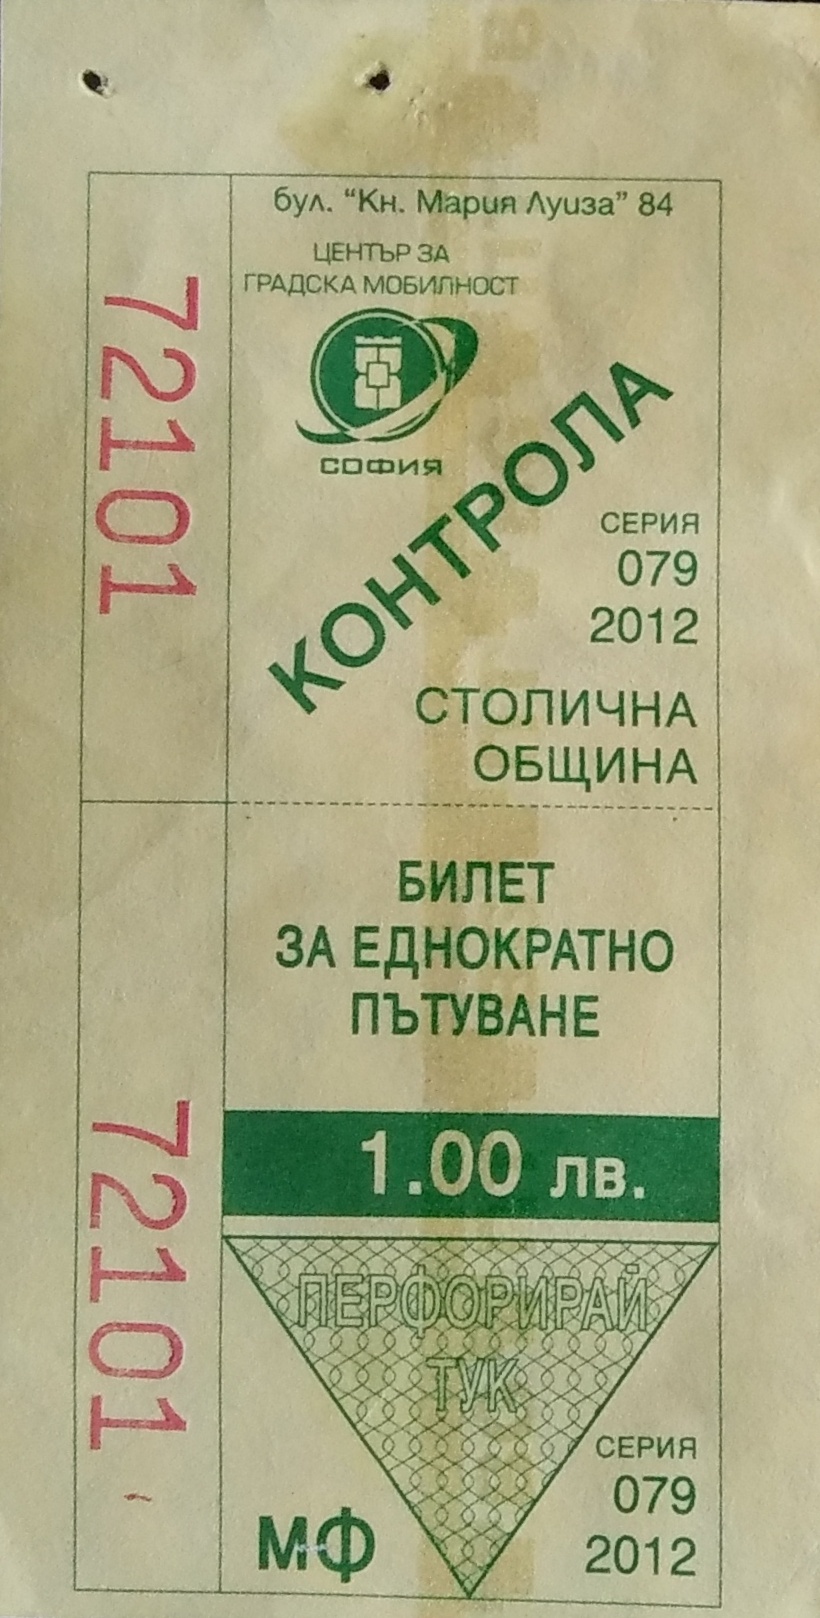 бул. "Кн. Мария Луиза" 84
ЦЕНТЪР ЗА
ГРАДСКА МОБИЛНОСТ
СОФИЯ
КОНТРОЛА
72101
СЕРИЯ
079
2012
СТОЛИЧНА
ОБЩИНА
БИЛЕТ
ЗА ЕДНОКРАТНО
ПЪТУВАНЕ
1.00 лв.
72101
ПЕРФОРИРАЙ
ТУК
СЕРИЯ
079
2012
МФ